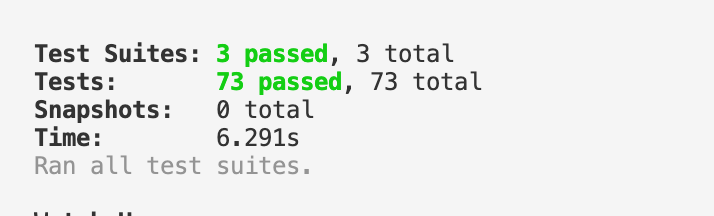 Test Suites: 3 passed, 3 total
Tests:       73 passed, 73 total
Snapshots:   0 total
Time:        6.291s
Ran all test suites.